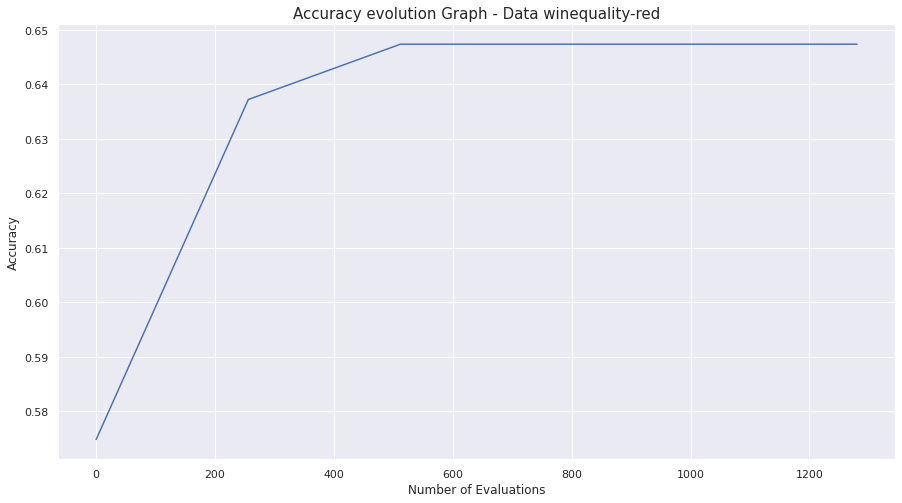 Accuracy evolution Graph - Data winequality-red
0.65
0.64
0.63
0.62
0.61
0.60
0.59
0.58
Accuracy
0 200 400 600 800 1000 1200
Number of Evaluations